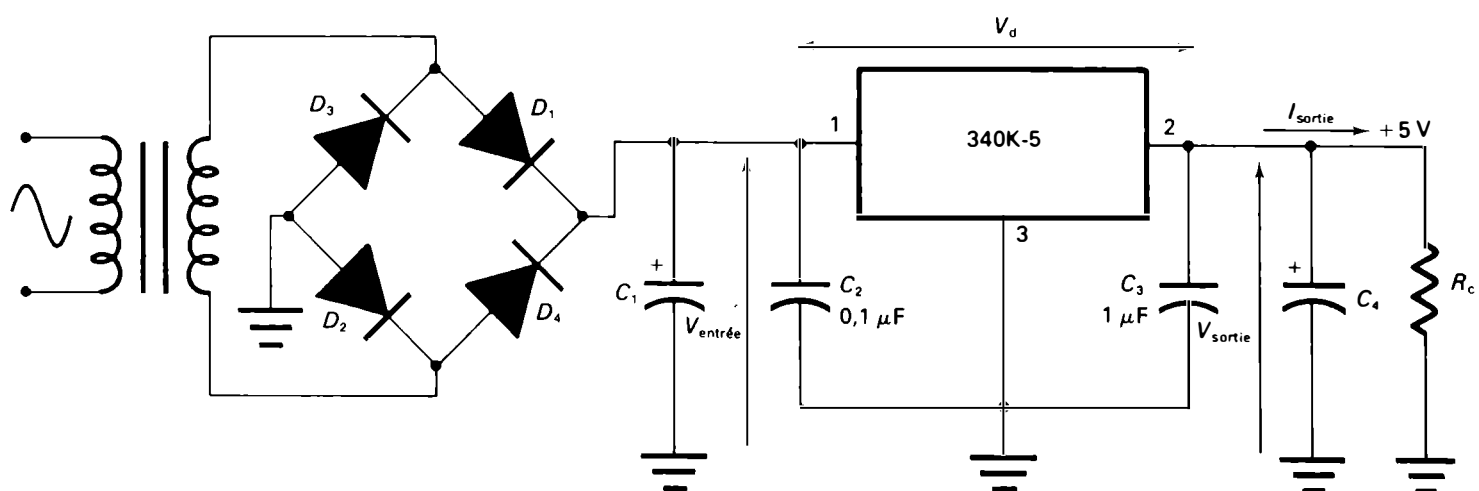 V_d
D_3
D_1
1
340K-5
2
I_sortie
+5 V
3
D_2
D_4
+
C_1
V_entrée
C_2
0,1 μF
C_3
1 μF
V_sortie
+
C_4
R_c